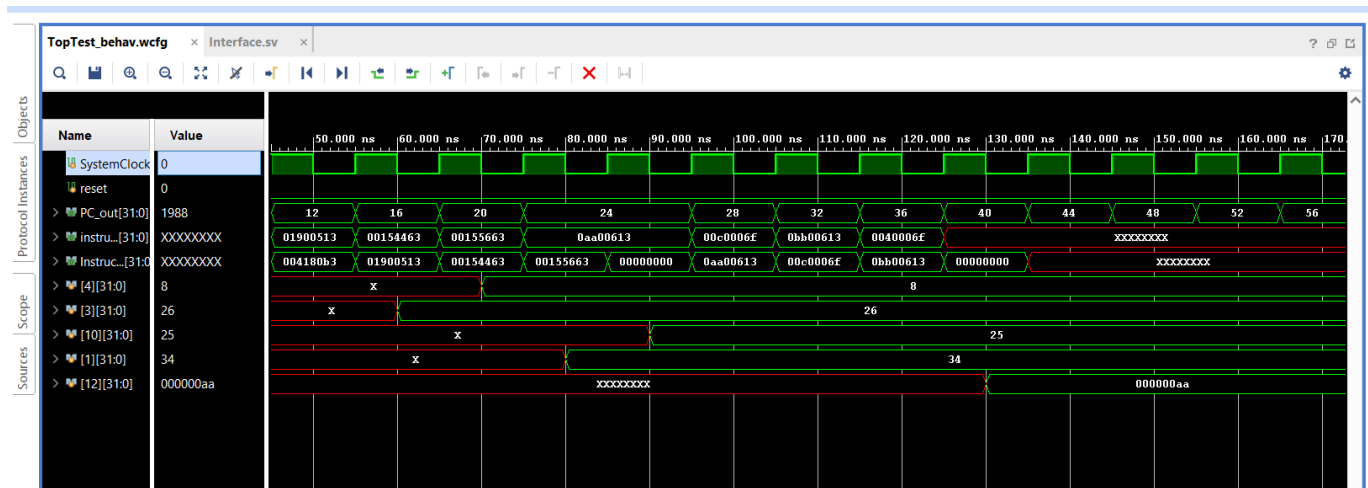 TopTest_behav.wcfg × Interface.sv ×
?
Objects
Protocol Instances
Scope
Sources
Name Value
50.000 ns 60.000 ns 70.000 ns 80.000 ns 90.000 ns 100.000 ns 110.000 ns 120.000 ns 130.000 ns 140.000 ns 150.000 ns 160.000 ns 170.
SystemClock 0
reset 0
PC_out[31:0] 1988 12 16 20 24 28 32 36 40 44 48 52 56
instru...[31:0] XXXXXXXX 01900513 00154463 00155663 0aa00613 00c0006f 0bb00613 0040006f XXXXXXXX
Instruc...[31:0 XXXXXXXX 004180b3 01900513 00154463 00155663 00000000 0aa00613 00c0006f 0bb00613 00000000 XXXXXXXX
[4][31:0] 8 X 8
[3][31:0] 26 X 26
[10][31:0] 25 X 25
[1][31:0] 34 X 34
[12][31:0] 000000aa XXXXXXXX 000000aa